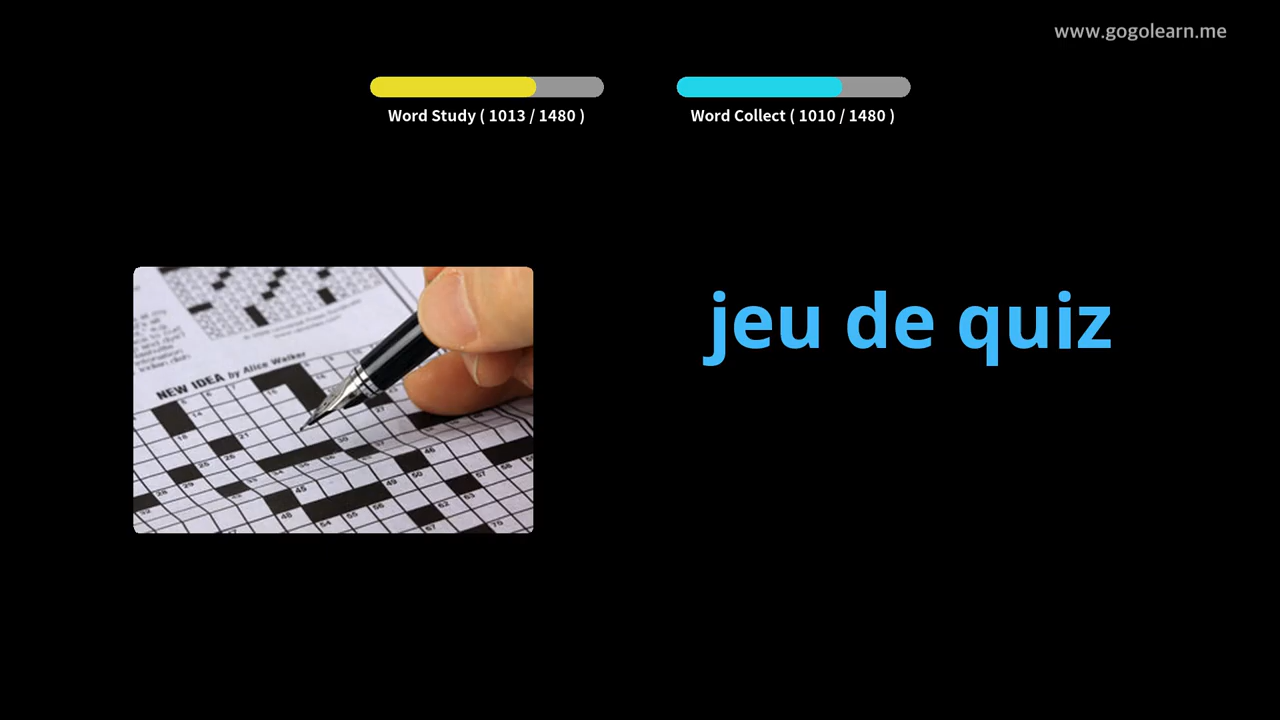 www.gogolearn.me
Word Study ( 1013 / 1480 )
Word Collect ( 1010 / 1480 )
jeu de quiz
NEW IDEA by Alice Walker